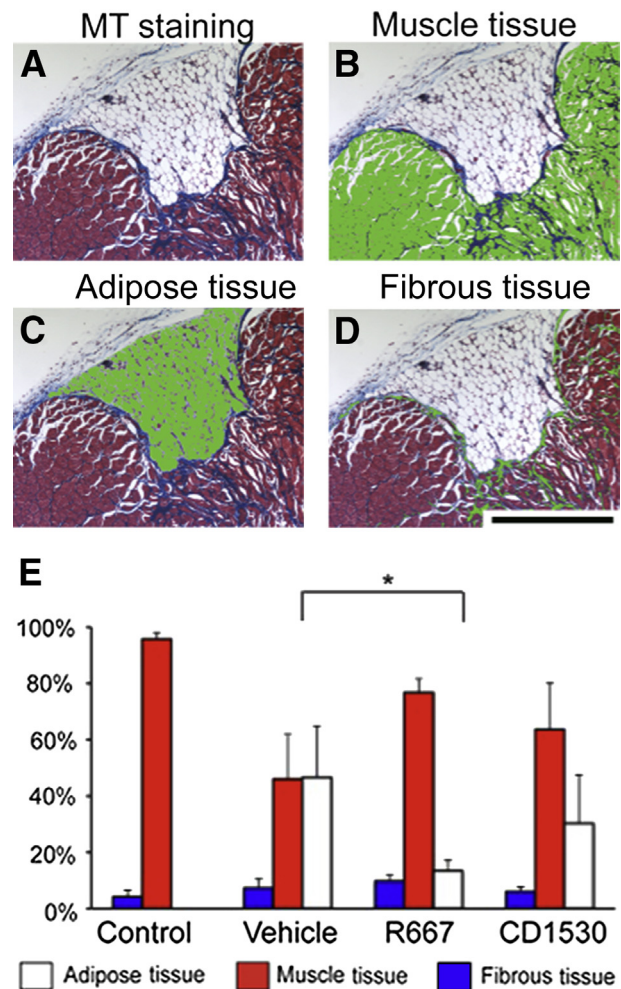 MT staining
Muscle tissue
A
B
Adipose tissue
Fibrous tissue
C
D
E
*
100%
80%
60%
40%
20%
0%
Control
Vehicle
R667
CD1530
Adipose tissue
Muscle tissue
Fibrous tissue